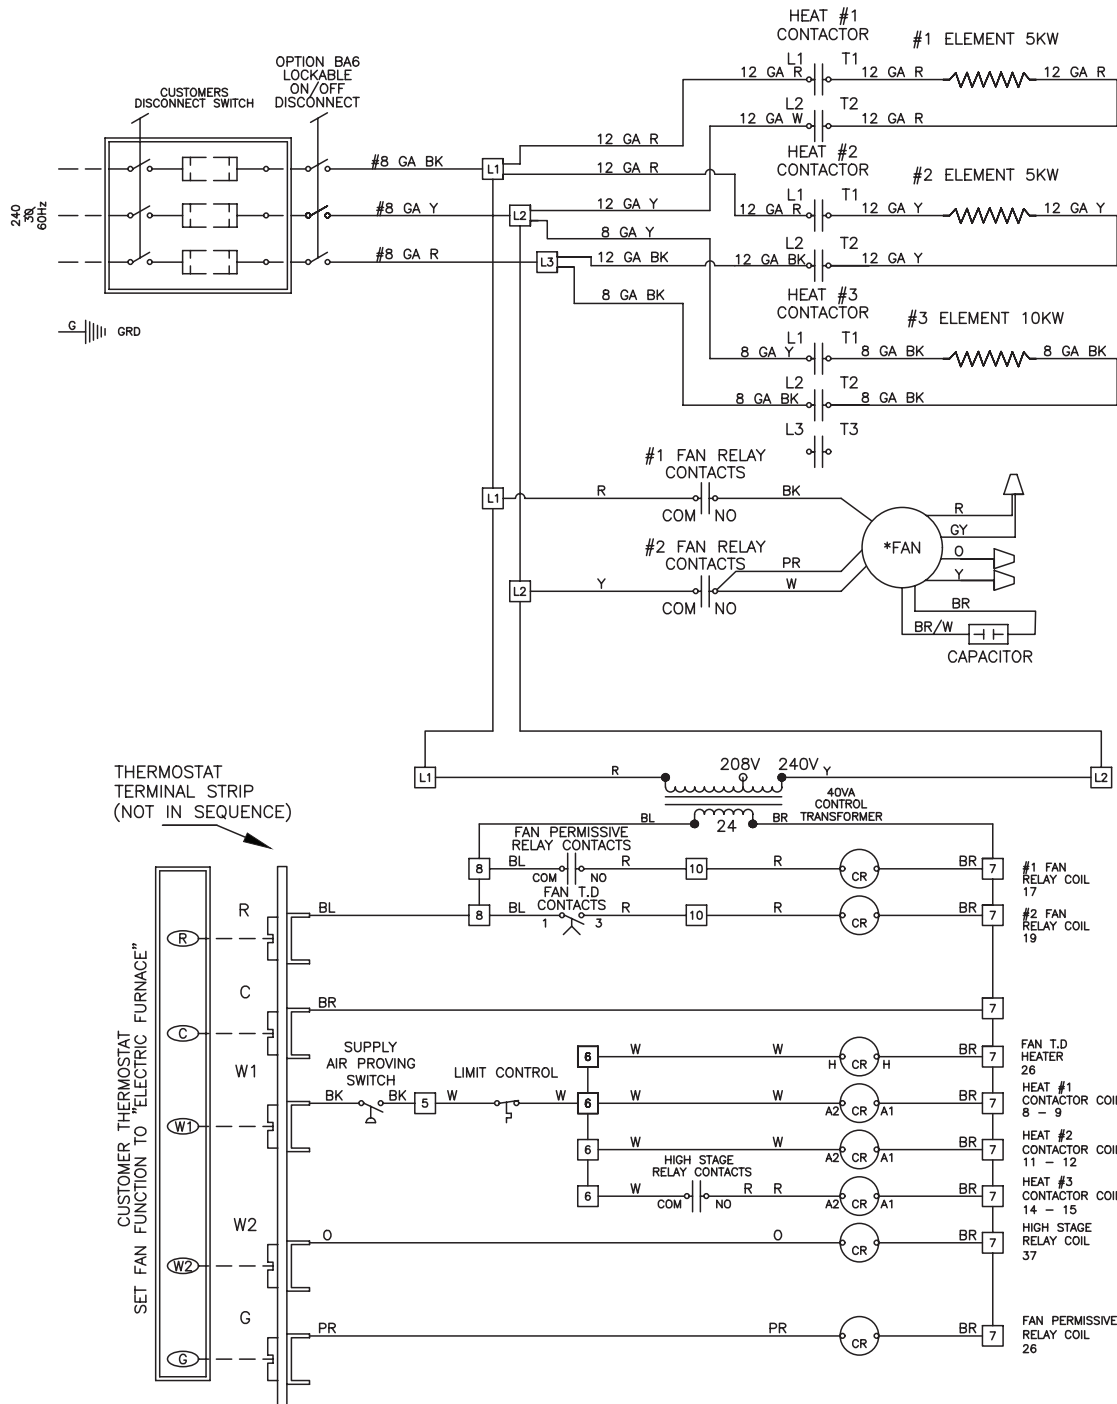 HEAT #1
CONTACTOR
#1 ELEMENT 5KW
L1 T1
12 GA R 12 GA R 12 GA R
OPTION BA6
LOCKABLE
ON/OFF
DISCONNECT
CUSTOMERS
DISCONNECT SWITCH
L2 T2
12 GA W 12 GA R
12 GA R
HEAT #2
CONTACTOR
#8 GA BK L1
12 GA R
#2 ELEMENT 5KW
L1 T1
12 GA R 12 GA Y 12 GA Y
240
3Ø
60Hz
#8 GA Y L2
12 GA Y
8 GA Y
L2 T2
#8 GA R L3
12 GA BK 12 GA BK 12 GA Y
8 GA BK
HEAT #3
CONTACTOR
#3 ELEMENT 10KW
G GRD
L1 T1
8 GA Y 8 GA BK 8 GA BK
L2 T2
8 GA BK 8 GA BK
L3 T3
#1 FAN RELAY
CONTACTS
L1 R BK
COM NO
R
GY
*FAN
O
Y
#2 FAN RELAY
CONTACTS
PR
L2 Y W
COM NO
BR
BR/W
CAPACITOR
THERMOSTAT
TERMINAL STRIP
(NOT IN SEQUENCE)
208V 240V
L1 R Y L2
40VA
CONTROL
TRANSFORMER
BL 24 BR
FAN PERMISSIVE
RELAY CONTACTS
8 BL R 10 R CR BR 7
COM NO
#1 FAN
RELAY COIL
17
FAN T.D
CONTACTS
R BL 8 BL R 10 R CR BR 7
1 3
#2 FAN
RELAY COIL
19
R
CUSTOMER THERMOSTAT
SET FAN FUNCTION TO "ELECTRIC FURNACE"
C
BR 7
C
W1
SUPPLY
AIR PROVING
SWITCH
LIMIT CONTROL
6 W W H CR H BR 7
FAN T.D
HEATER
26
BK BK 5 W W 6 W W A2 CR A1 BR 7
HEAT #1
CONTACTOR COIL
8 – 9
W1
6 W W A2 CR A1 BR 7
HEAT #2
CONTACTOR COIL
11 – 12
HIGH STAGE
RELAY CONTACTS
6 W R R A2 CR A1 BR 7
COM NO
HEAT #3
CONTACTOR COIL
14 – 15
W2
O O CR BR 7
HIGH STAGE
RELAY COIL
37
W2
G
PR PR CR BR 7
FAN PERMISSIVE
RELAY COIL
26
G